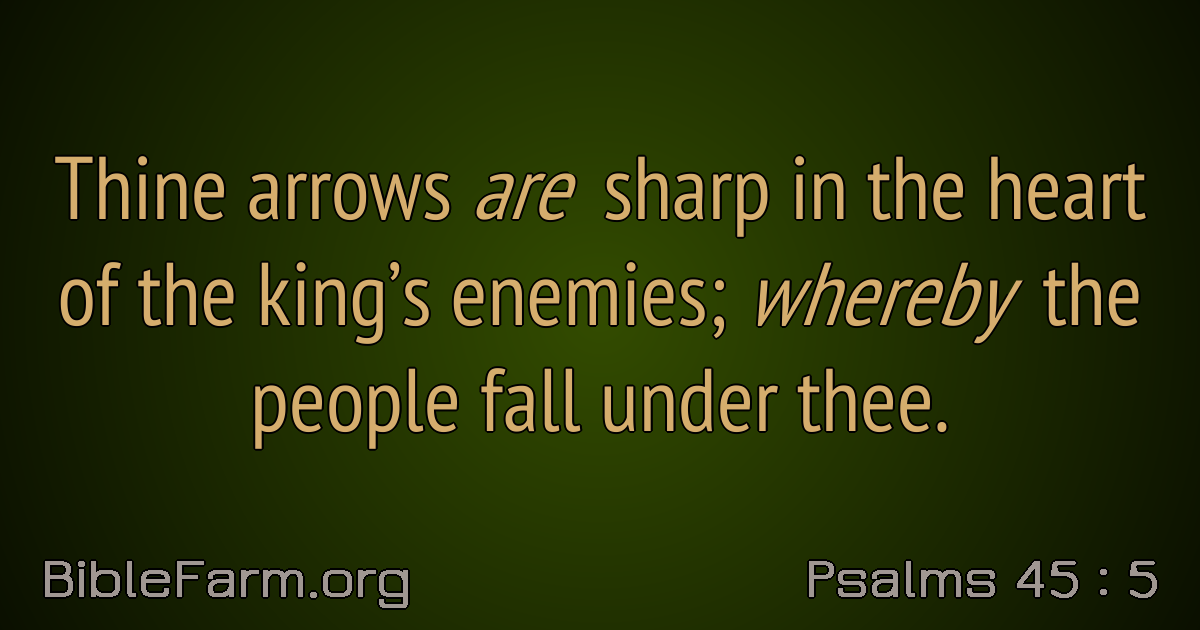 Thine arrows are sharp in the heart
of the king’s enemies; whereby the
people fall under thee.
BibleFarm.org
Psalms 45 : 5